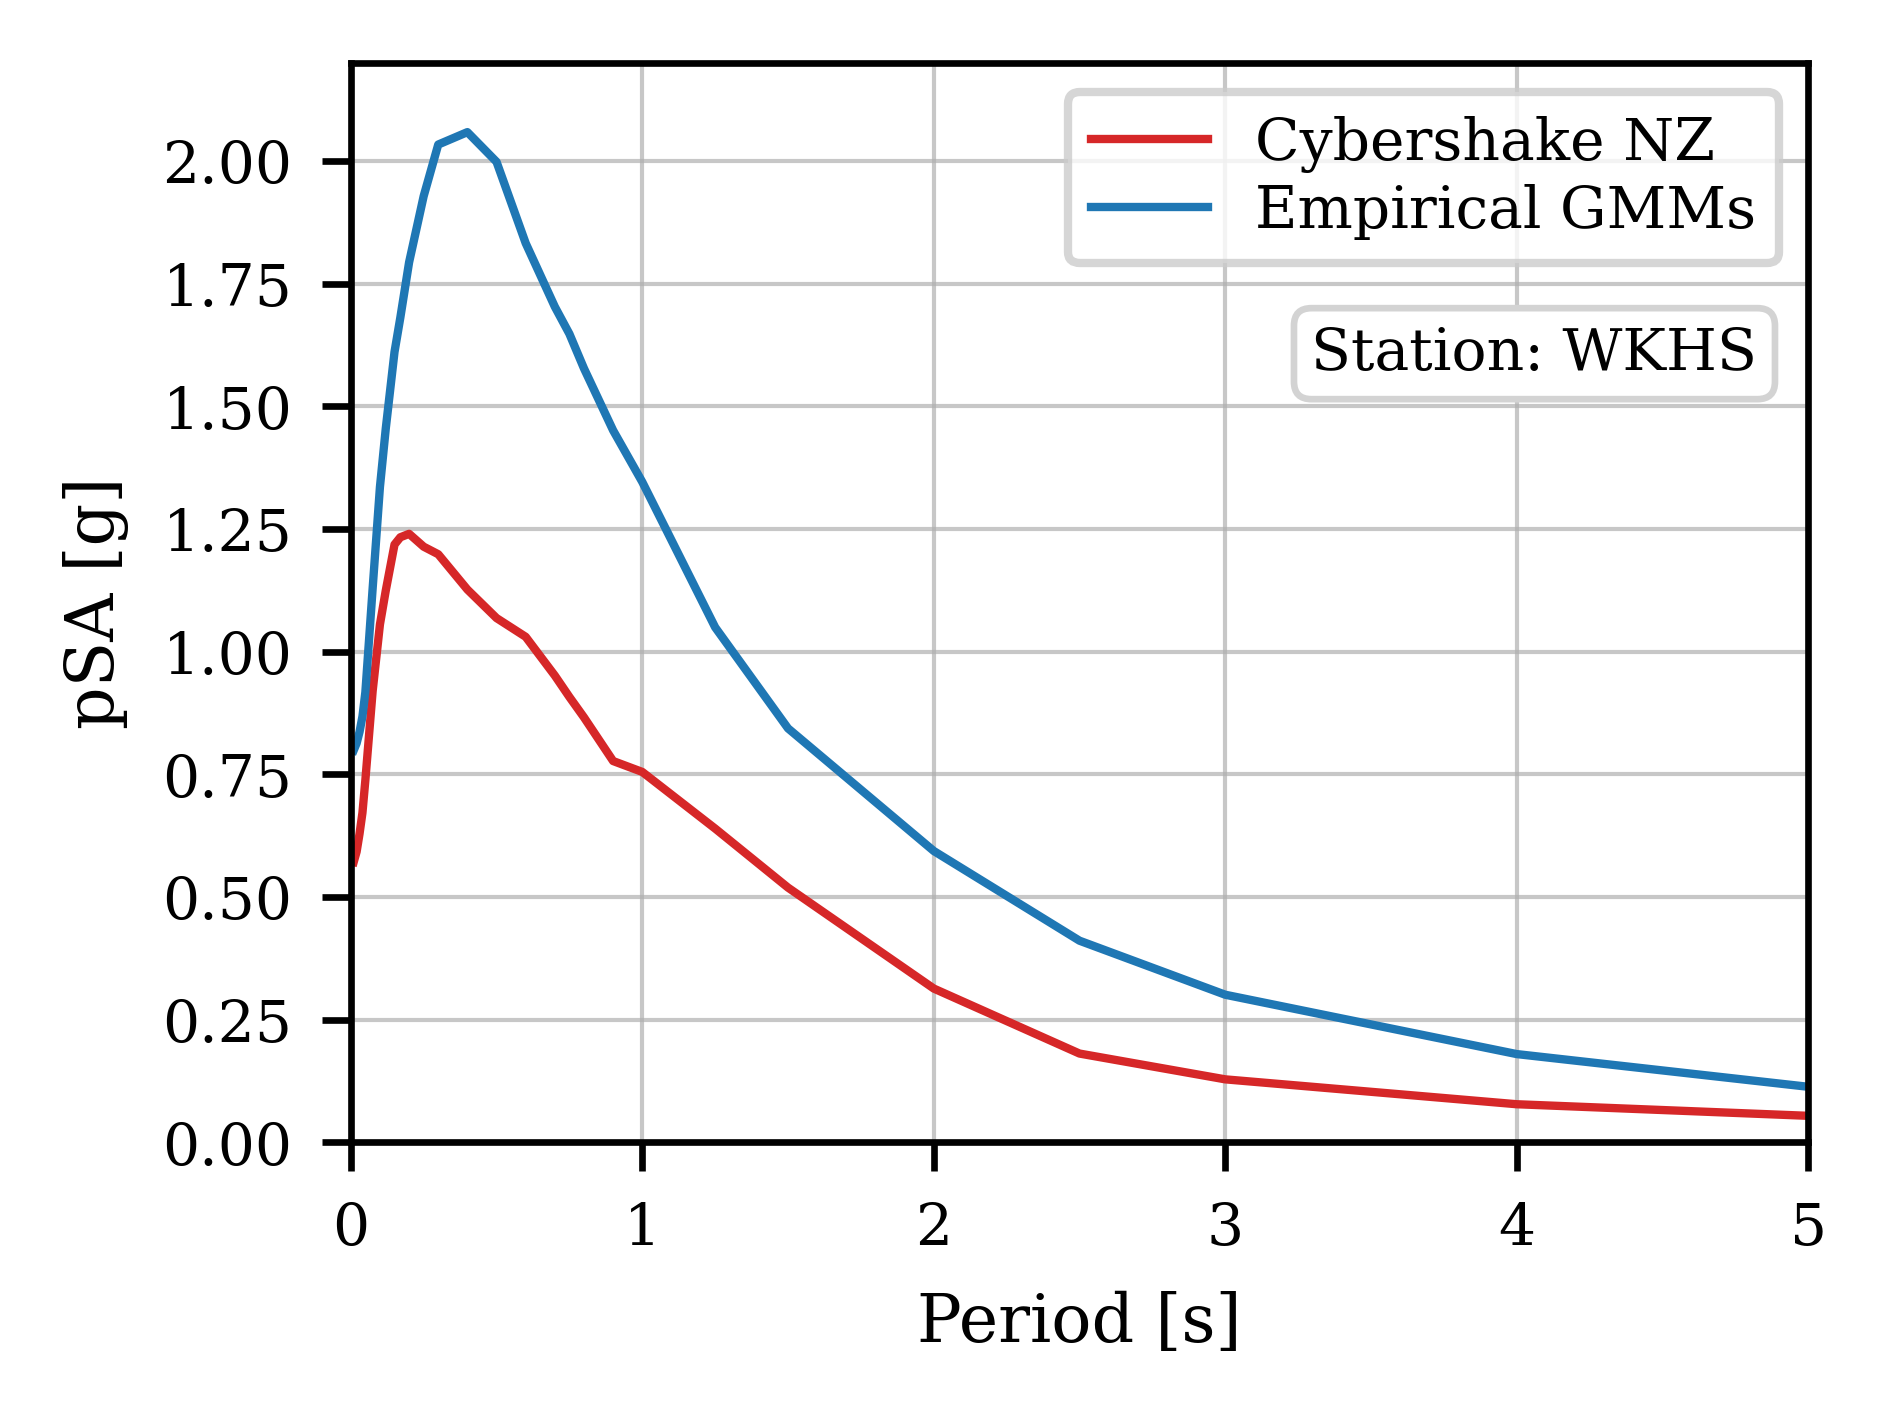 Cybershake NZ
Empirical GMMs
Station: WKHS
pSA [g]
2.00
1.75
1.50
1.25
1.00
0.75
0.50
0.25
0.00
0 1 2 3 4 5
Period [s]